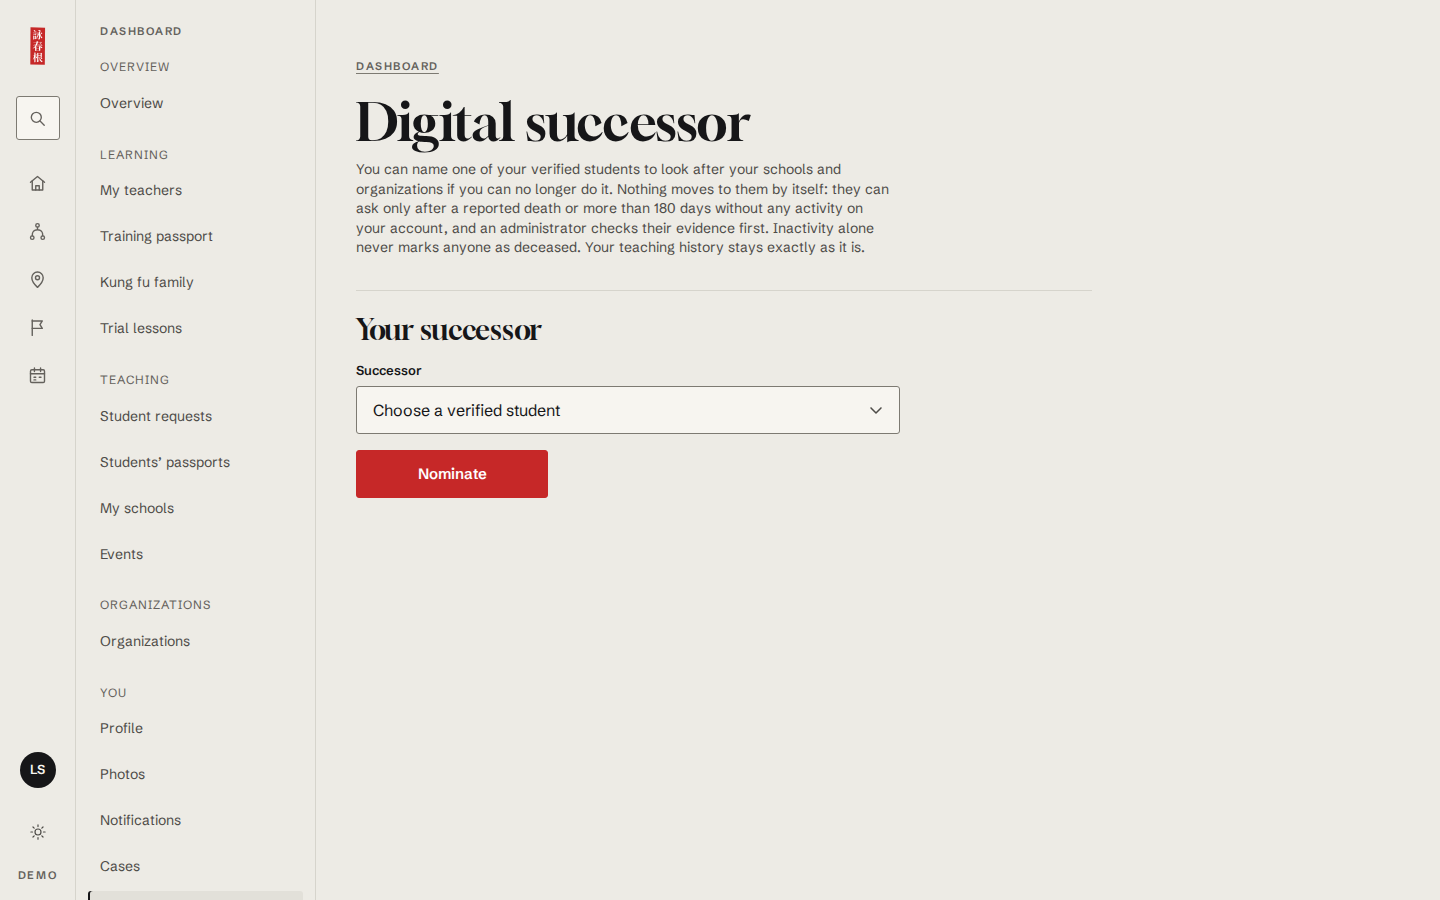 詠春根
DASHBOARD
OVERVIEW
Overview
LEARNING
My teachers
Training passport
Kung fu family
Trial lessons
TEACHING
Student requests
Students’ passports
My schools
Events
ORGANIZATIONS
Organizations
YOU
Profile
Photos
Notifications
Cases
LS
DEMO
DASHBOARD
Digital successor
You can name one of your verified students to look after your schools and
organizations if you can no longer do it. Nothing moves to them by itself: they can
ask only after a reported death or more than 180 days without any activity on
your account, and an administrator checks their evidence first. Inactivity alone
never marks anyone as deceased. Your teaching history stays exactly as it is.
Your successor
Successor
Choose a verified student
Nominate